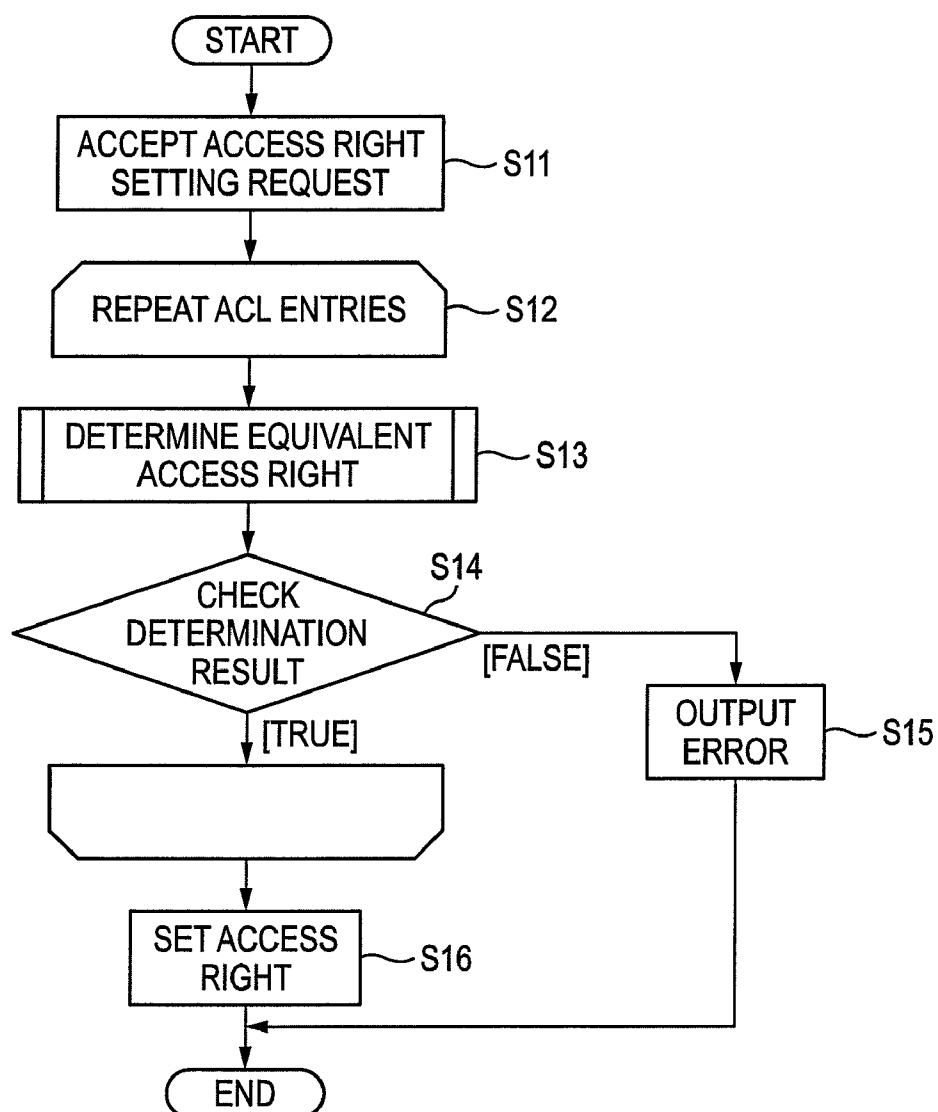 START
ACCEPT ACCESS RIGHT
SETTING REQUEST
S11
REPEAT ACL ENTRIES
S12
DETERMINE EQUIVALENT
ACCESS RIGHT
S13
S14
CHECK
DETERMINATION
RESULT
[FALSE]
[TRUE]
OUTPUT
ERROR
S15
SET ACCESS
RIGHT
S16
END